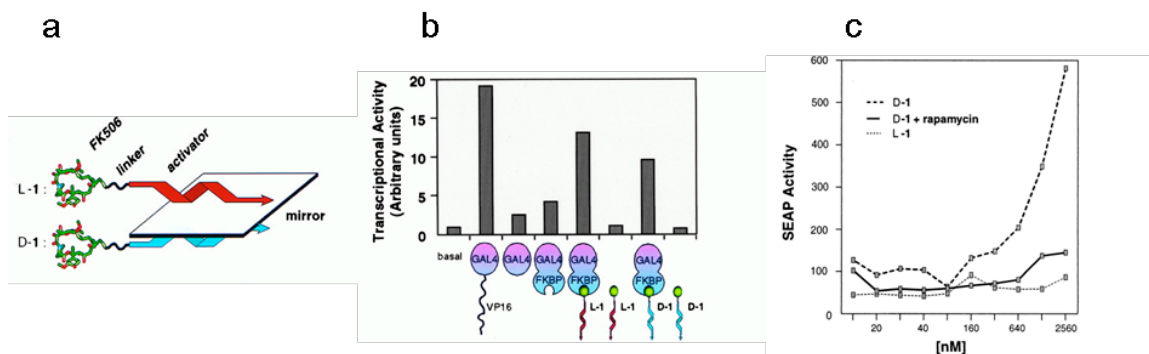 a
FK506
linker
activator
L-1 :
D-1 :
mirror
b
Transcriptional Activity
(Arbitrary units)
20
15
10
5
0
basal
GAL4
GAL4
GAL4
GAL4
GAL4
FKBP
FKBP
FKBP
VP16
L-1
L-1
D-1
D-1
c
SEAP Activity
600
500
400
300
200
100
0
D-1
D-1 + rapamycin
L-1
20
40
160
640
2560
[nM]